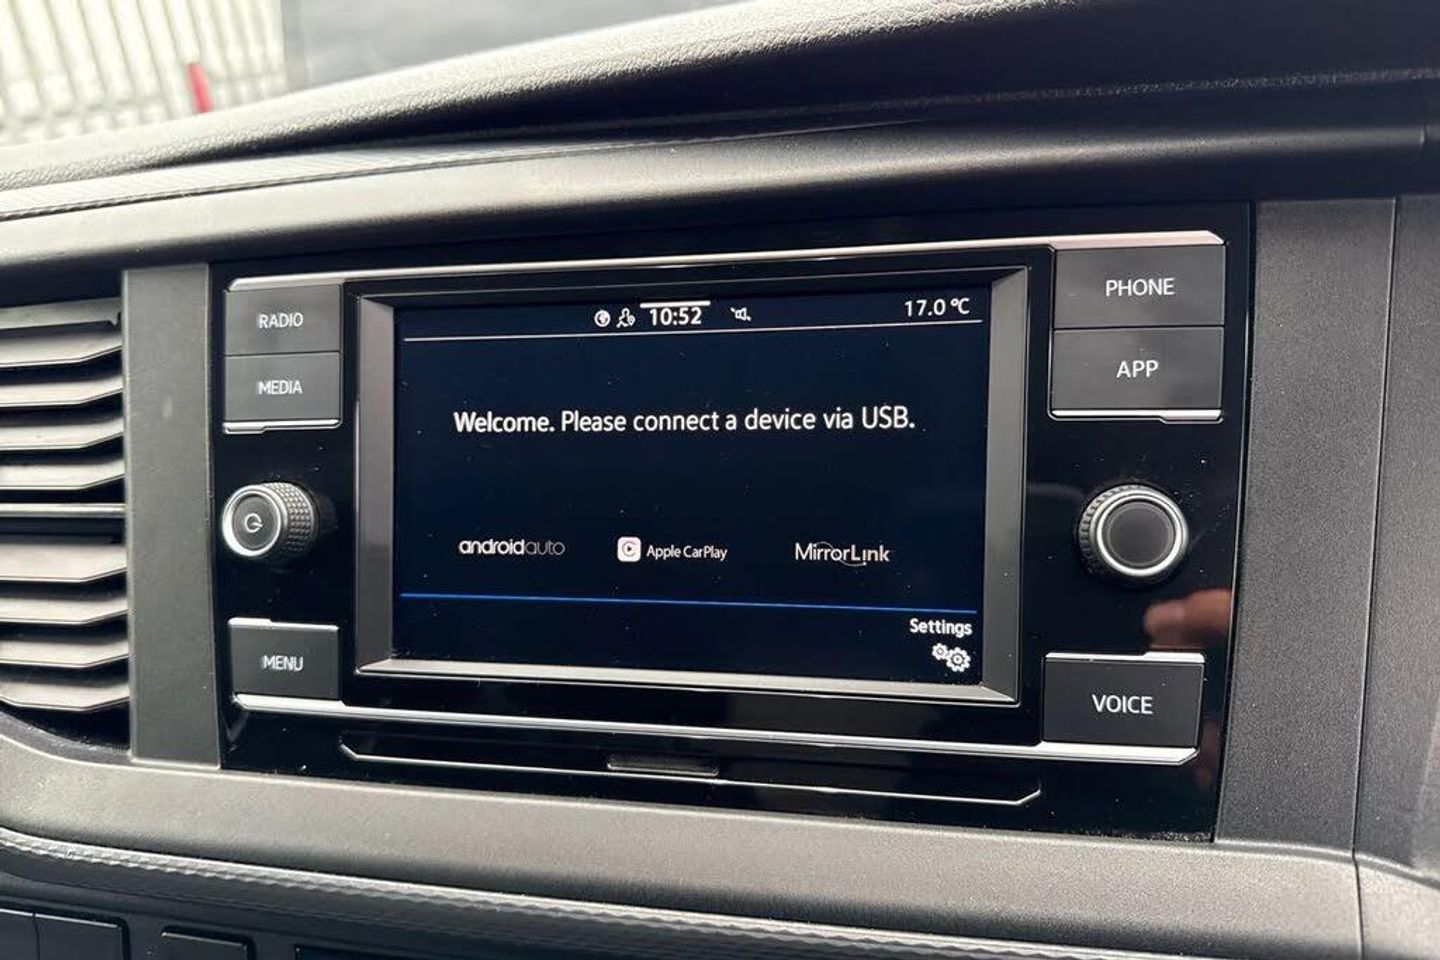 RADIO
MEDIA
MENU
10:52
17.0 °C
Welcome. Please connect a device via USB.
androidauto
Apple CarPlay
MirrorLink
Settings
PHONE
APP
VOICE